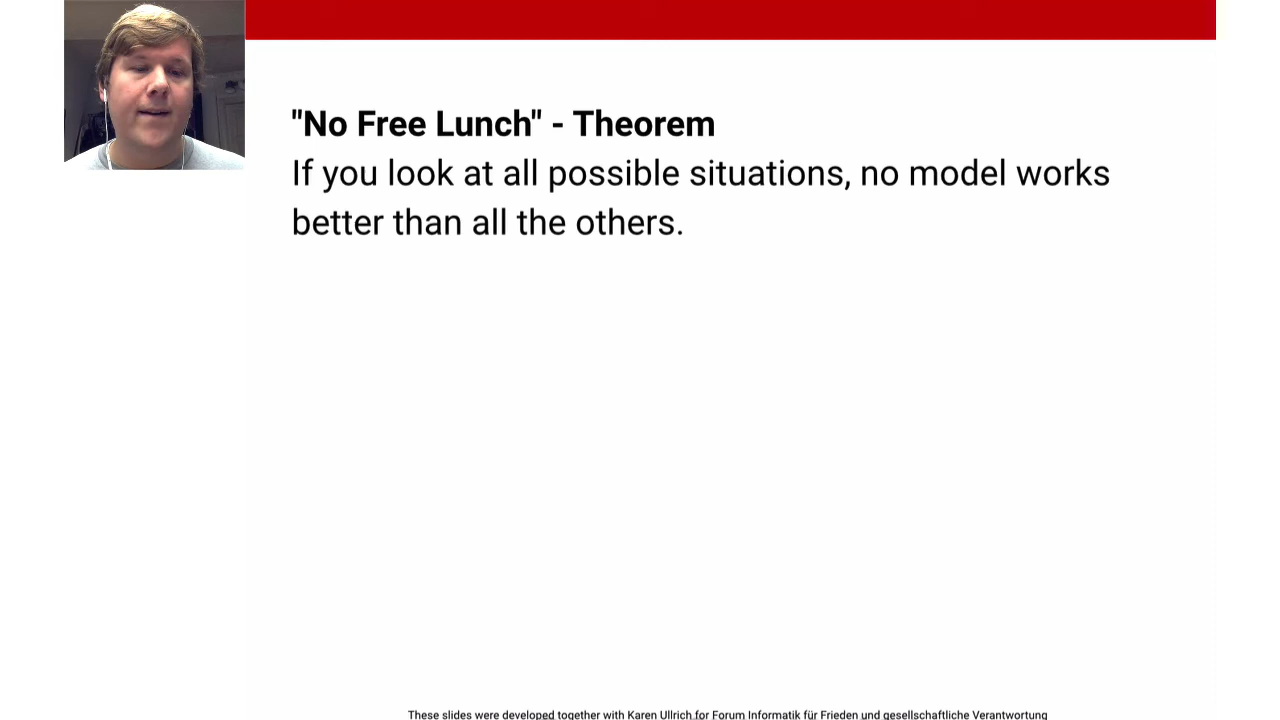 "No Free Lunch" - Theorem
If you look at all possible situations, no model works
better than all the others.
These slides were developed together with Karen Ullrich for Forum Informatik für Frieden und gesellschaftliche Verantwortung